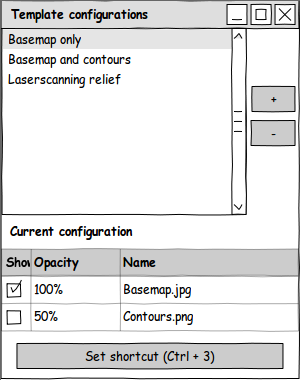 Template configurations
Basemap only
Basemap and contours
Laserscanning relief
+
-
Current configuration
Show Opacity Name
100% Basemap.jpg
50% Contours.png
Set shortcut (Ctrl + 3)